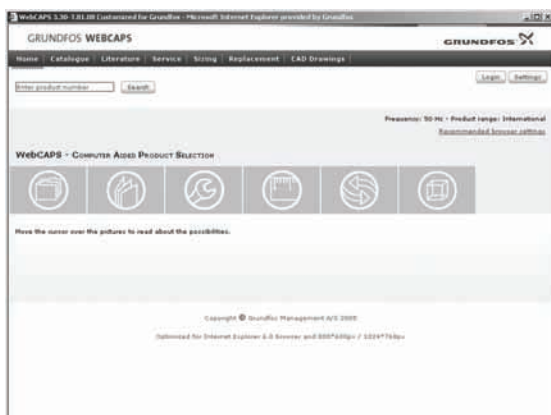 WebCAPS 3.30-7.01.00 Customized for Grundfos - Microsoft Internet Explorer provided by Grundfos
GRUNDFOS WEBCAPS
GRUNDFOS
Home Catalogue Literature Service Sizing Replacement CAD Drawings
Enter product number Search
Login Settings
Frequency: 50 Hz - Product range: International
Recommended browser settings
WebCAPS - Computer Aided Product Selection
Move the cursor over the pictures to read about the possibilities.
Copyright © Grundfos Management A/S 2005
Optimized for Internet Explorer 6.0 browser and 800*600px / 1024*768px